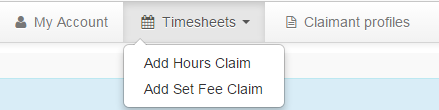 My Account Timesheets Claimant profiles
Add Hours Claim
Add Set Fee Claim